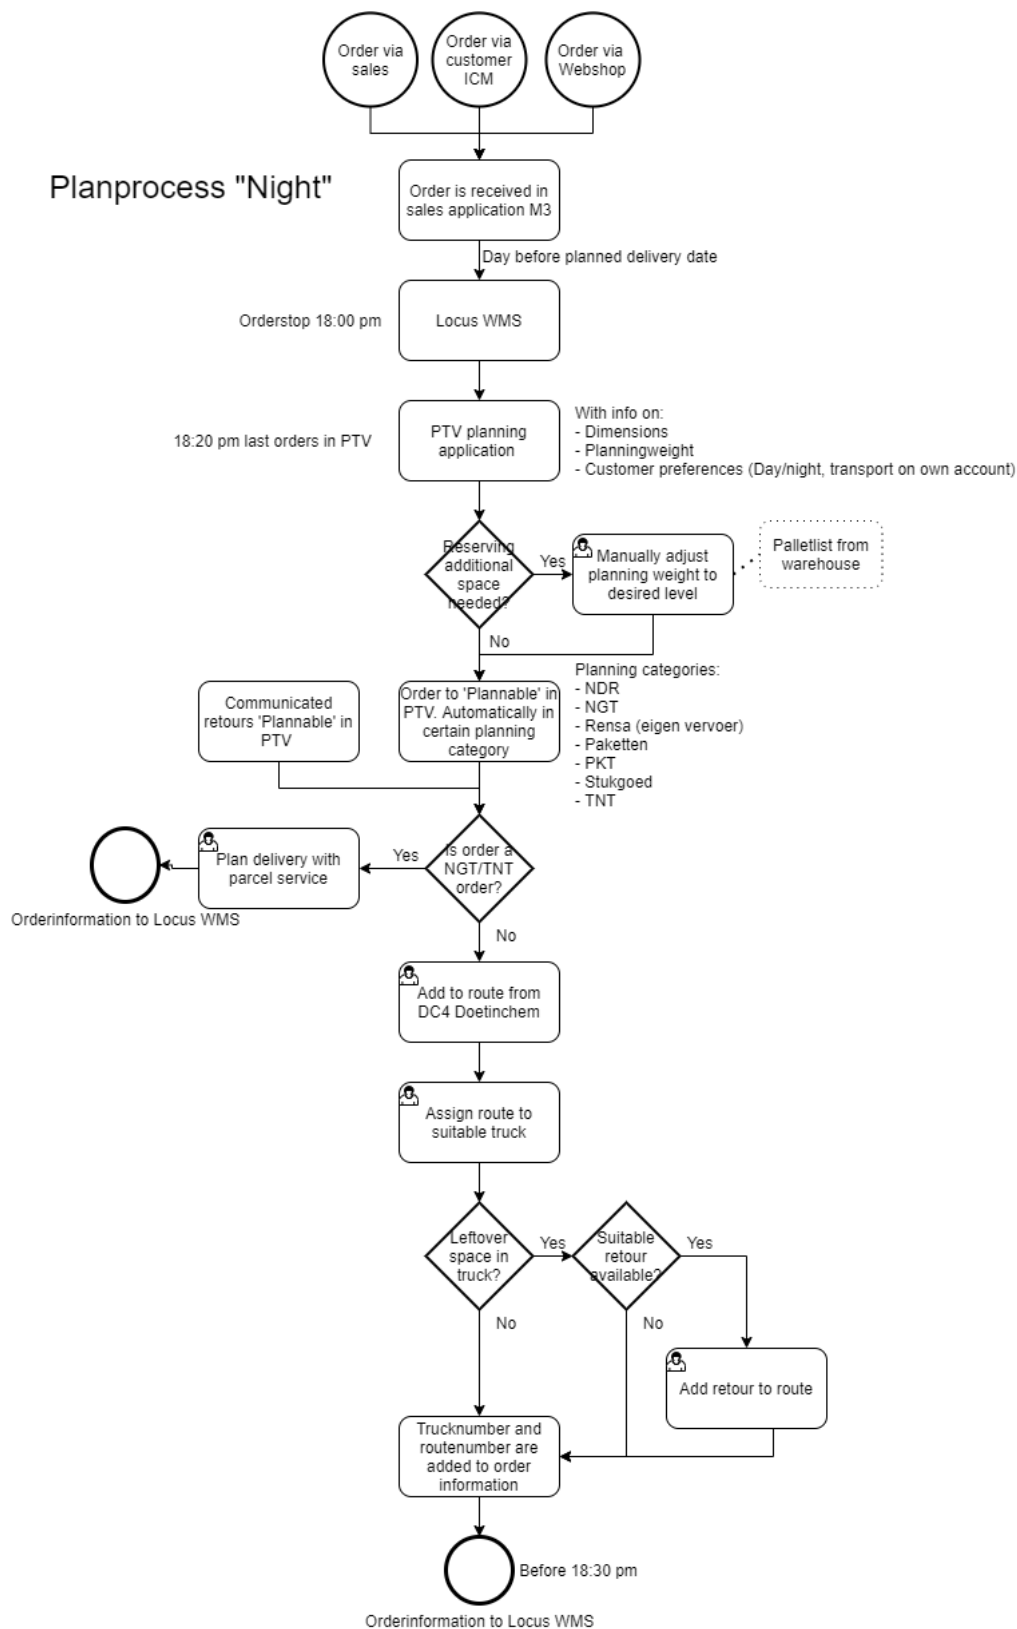 Order via
sales
Order via
customer
ICM
Order via
Webshop
Planprocess "Night"
Order is received in
sales application M3
Day before planned delivery date
Orderstop 18:00 pm
Locus WMS
18:20 pm last orders in PTV
PTV planning
application
With info on:
- Dimensions
- Planningweight
- Customer preferences (Day/night, transport on own account)
Reserving
additional
space
needed?
Yes
Manually adjust
planning weight to
desired level
Palletlist from
warehouse
No
Communicated
retours 'Plannable' in
PTV
Order to 'Plannable' in
PTV. Automatically in
certain planning
category
Planning categories:
- NDR
- NGT
- Rensa (eigen vervoer)
- Paketten
- PKT
- Stukgoed
- TNT
Is order a
NGT/TNT
order?
Yes
Plan delivery with
parcel service
Orderinformation to Locus WMS
No
Add to route from
DC4 Doetinchem
Assign route to
suitable truck
Leftover
space in
truck?
Yes
Suitable
retour
available?
Yes
No
No
Add retour to route
Trucknumber and
routenumber are
added to order
information
Before 18:30 pm
Orderinformation to Locus WMS